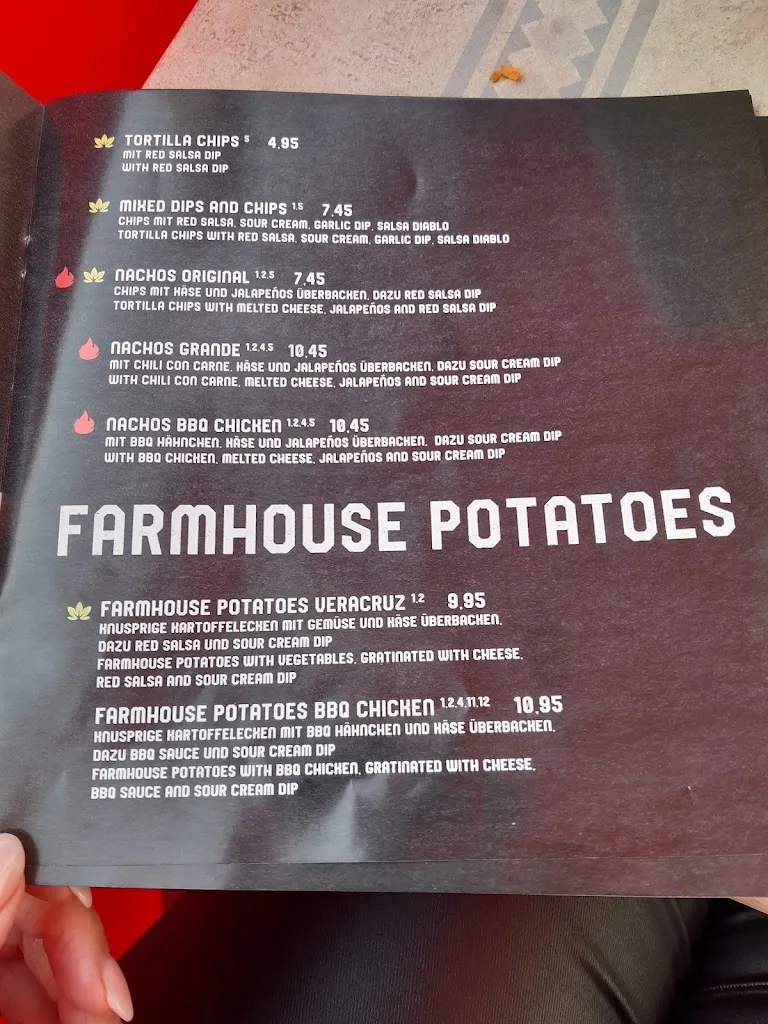 TORTILLA CHIPS 5 4.95
MIT RED SALSA DIP
WITH RED SALSA DIP
MIXED DIPS AND CHIPS 1.5 7.45
CHIPS MIT RED SALSA, SOUR CREAM, GARLIC DIP, SALSA DIABLO
TORTILLA CHIPS WITH RED SALSA, SOUR CREAM, GARLIC DIP, SALSA DIABLO
NACHOS ORIGINAL 1.2.5 7.45
CHIPS MIT KÄSE UND JALAPEÑOS ÜBERBACKEN, DAZU RED SALSA DIP
TORTILLA CHIPS WITH MELTED CHEESE, JALAPEÑOS AND RED SALSA DIP
NACHOS GRANDE 1.2.4.5 10.45
MIT CHILI CON CARNE, KÄSE UND JALAPEÑOS ÜBERBACKEN, DAZU SOUR CREAM DIP
WITH CHILI CON CARNE, MELTED CHEESE, JALAPEÑOS AND SOUR CREAM DIP
NACHOS BBQ CHICKEN 1.2.4.5 10.45
MIT BBQ HÄHNCHEN, KÄSE UND JALAPEÑOS ÜBERBACKEN, DAZU SOUR CREAM DIP
WITH BBQ CHICKEN, MELTED CHEESE, JALAPEÑOS AND SOUR CREAM DIP
FARMHOUSE POTATOES
FARMHOUSE POTATOES VERACRUZ 1.2 9.95
KNUSPRIGE KARTOFFELECKEN MIT GEMÜSE UND KÄSE ÜBERBACKEN,
DAZU RED SALSA UND SOUR CREAM DIP
FARMHOUSE POTATOES WITH VEGETABLES, GRATINATED WITH CHEESE,
RED SALSA AND SOUR CREAM DIP
FARMHOUSE POTATOES BBQ CHICKEN 1.2.4.11.12 10.95
KNUSPRIGE KARTOFFELECKEN MIT BBQ HÄHNCHEN UND KÄSE ÜBERBACKEN,
DAZU BBQ SAUCE UND SOUR CREAM DIP
FARMHOUSE POTATOES WITH BBQ CHICKEN, GRATINATED WITH CHEESE,
BBQ SAUCE AND SOUR CREAM DIP